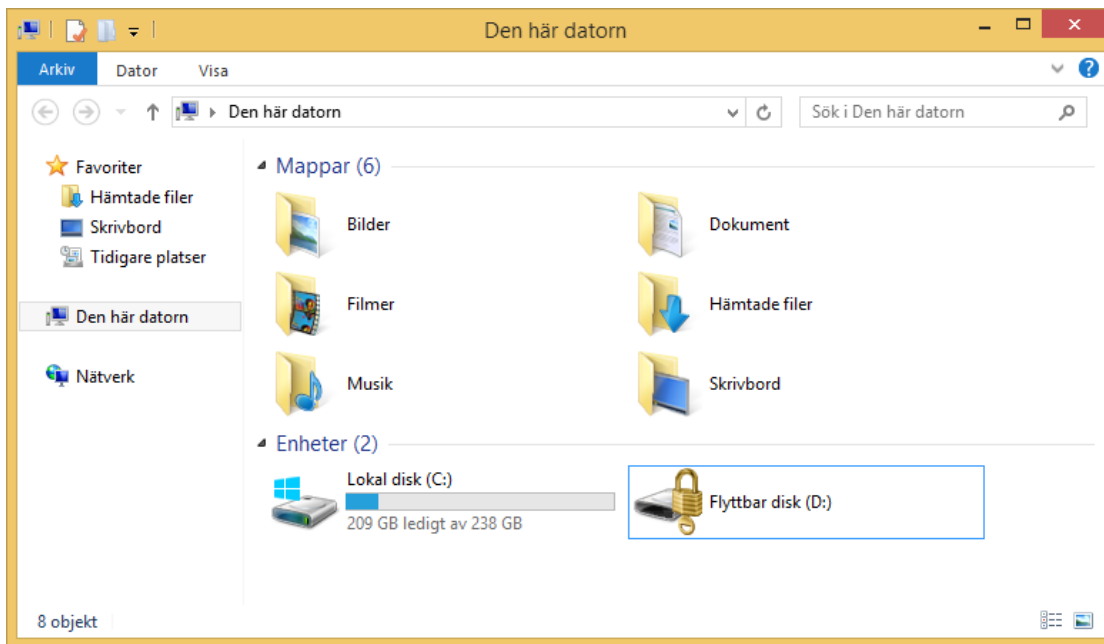 Den här datorn
Arkiv Dator Visa
Den här datorn Sök i Den här datorn
Favoriter
Hämtade filer
Skrivbord
Tidigare platser
Den här datorn
Nätverk
Mappar (6)
Bilder Dokument
Filmer Hämtade filer
Musik Skrivbord
Enheter (2)
Lokal disk (C:)
209 GB ledigt av 238 GB
Flyttbar disk (D:)
8 objekt